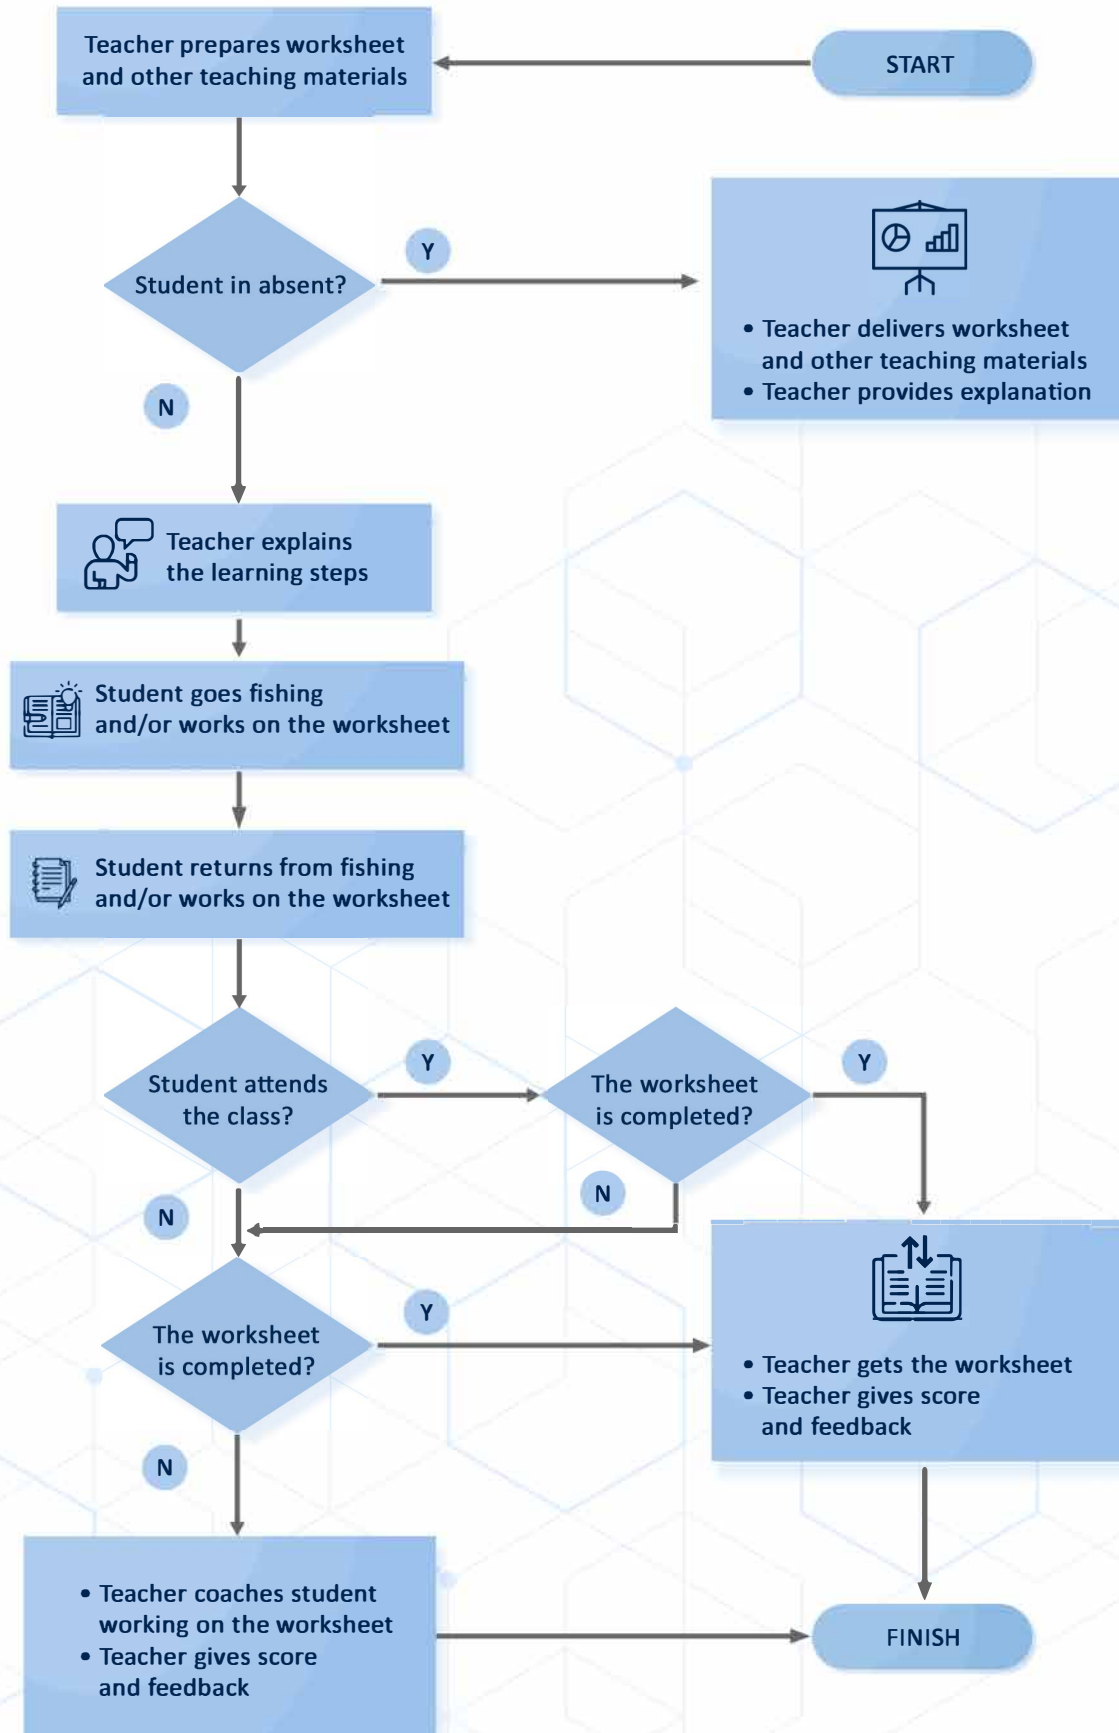 START
Teacher prepares worksheet
and other teaching materials
Student in absent?
Y
• Teacher delivers worksheet
and other teaching materials
• Teacher provides explanation
N
Teacher explains
the learning steps
Student goes fishing
and/or works on the worksheet
Student returns from fishing
and/or works on the worksheet
Student attends
the class?
Y
The worksheet
is completed?
Y
N
N
The worksheet
is completed?
Y
• Teacher gets the worksheet
• Teacher gives score
and feedback
N
• Teacher coaches student
working on the worksheet
• Teacher gives score
and feedback
FINISH